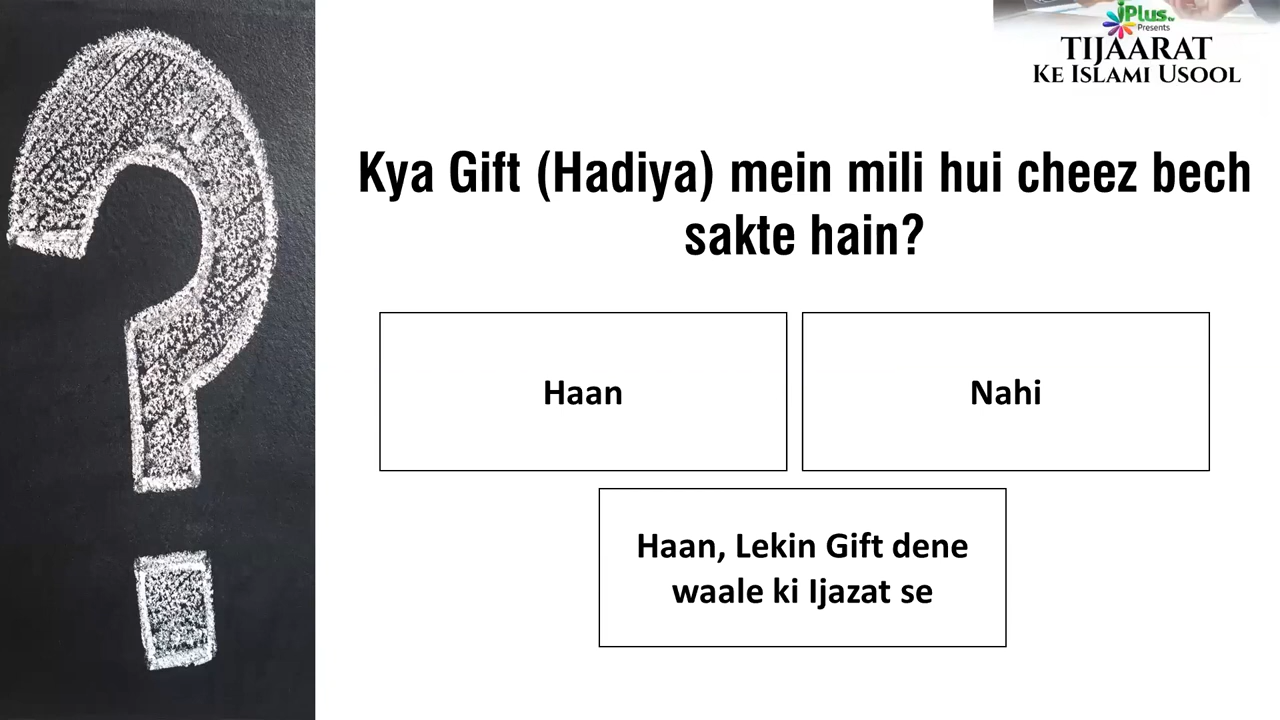 iPlus tv
Presents
TIJAARAT
KE ISLAMI USOOL
Kya Gift (Hadiya) mein mili hui cheez bech
sakte hain?
Haan
Nahi
Haan, Lekin Gift dene
waale ki Ijazat se